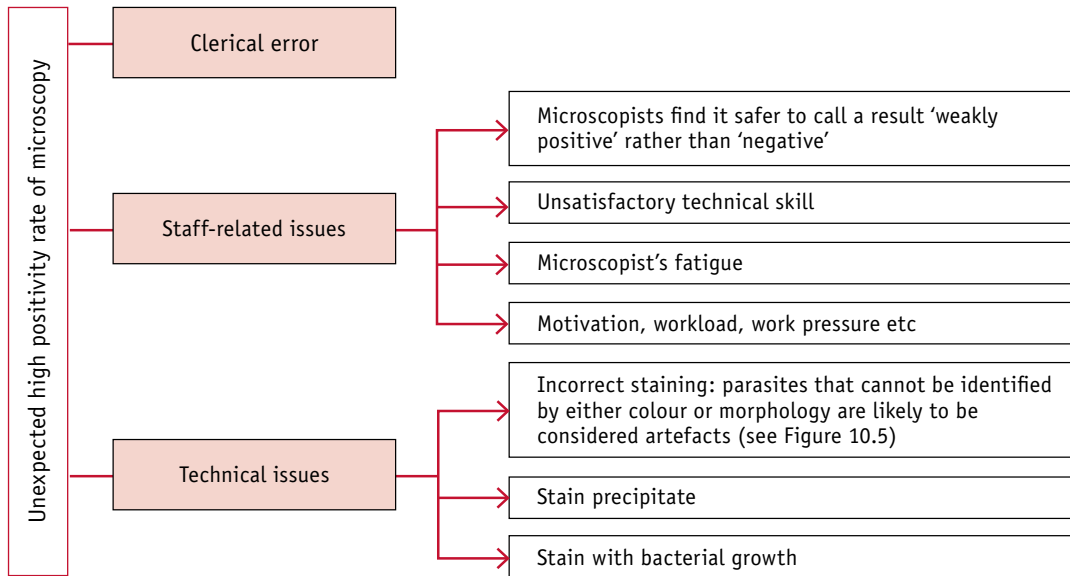 Unexpected high positivity rate of microscopy
Clerical error
Staff-related issues
Microscopists find it safer to call a result ‘weakly
positive’ rather than ‘negative’
Unsatisfactory technical skill
Microscopist’s fatigue
Motivation, workload, work pressure etc
Technical issues
Incorrect staining: parasites that cannot be identified
by either colour or morphology are likely to be
considered artefacts (see Figure 10.5)
Stain precipitate
Stain with bacterial growth